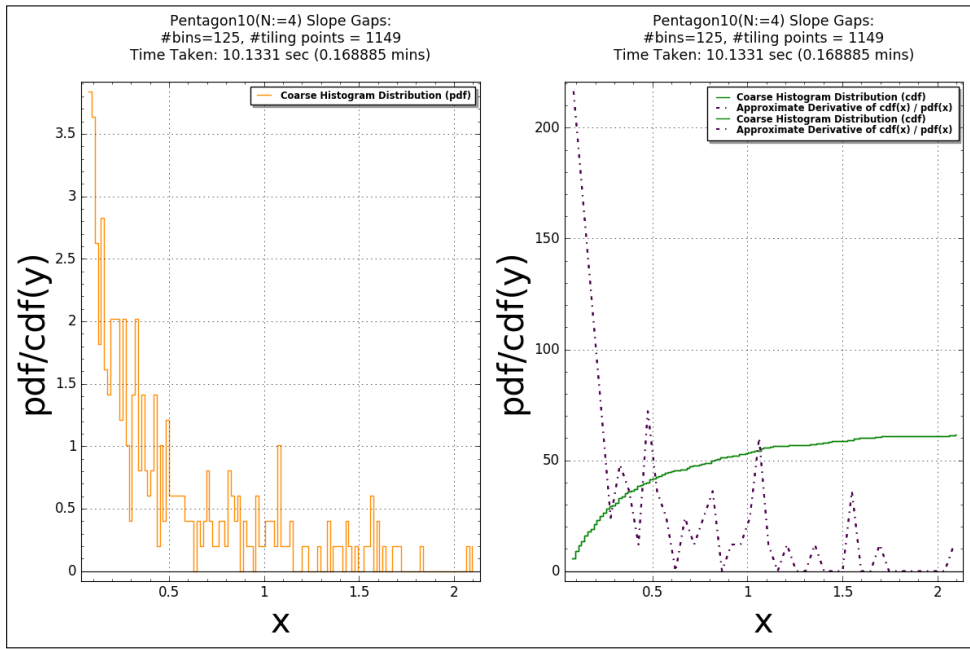 Pentagon10(N:=4) Slope Gaps:
#bins=125, #tiling points = 1149
Time Taken: 10.1331 sec (0.168885 mins)
Coarse Histogram Distribution (pdf)
3.5
3
2.5
2
1.5
1
0.5
0
pdf/cdf(y)
0.5
1
1.5
2
x
Pentagon10(N:=4) Slope Gaps:
#bins=125, #tiling points = 1149
Time Taken: 10.1331 sec (0.168885 mins)
Coarse Histogram Distribution (cdf)
Approximate Derivative of cdf(x) / pdf(x)
Coarse Histogram Distribution (cdf)
Approximate Derivative of cdf(x) / pdf(x)
200
150
100
50
0
pdf/cdf(y)
0.5
1
1.5
2
x